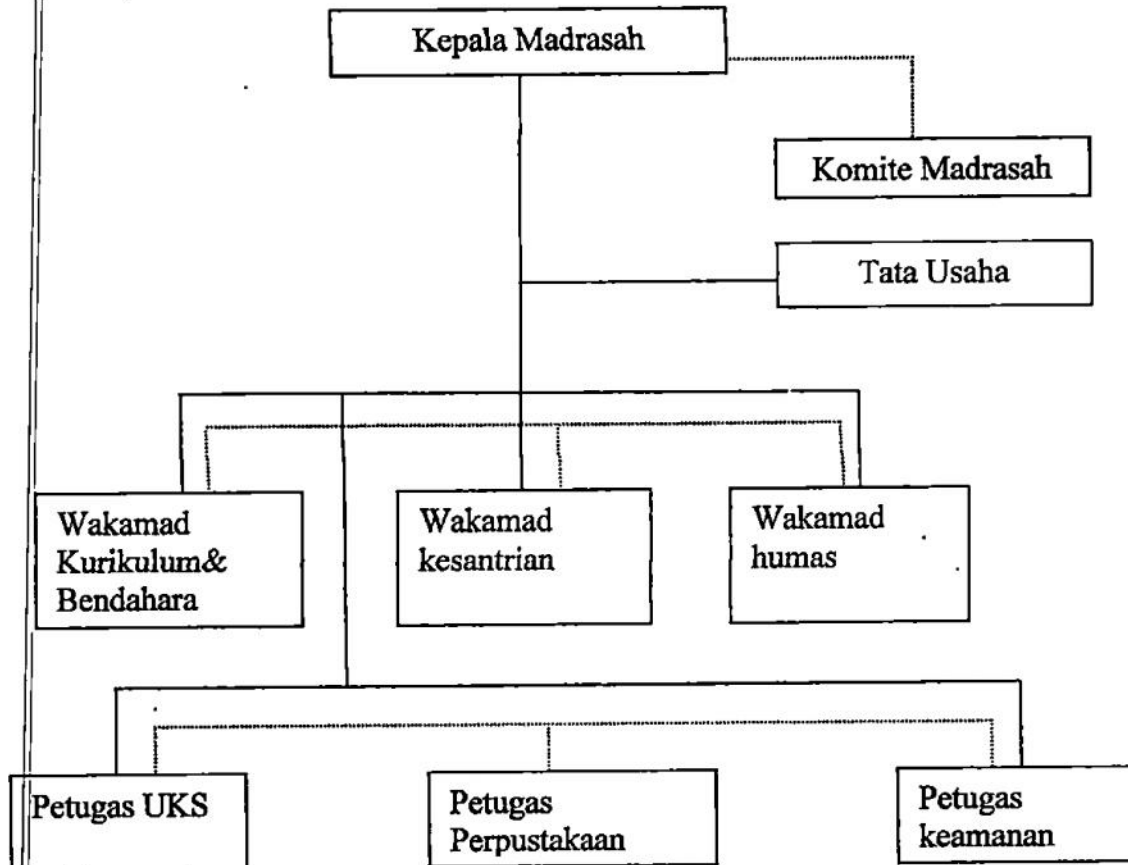 Kepala Madrasah
Komite Madrasah
Tata Usaha
Wakamad
Kurikulum&
Bendahara
Wakamad
kesantrian
Wakamad
humas
Petugas UKS
Petugas
Perpustakaan
Petugas
keamanan